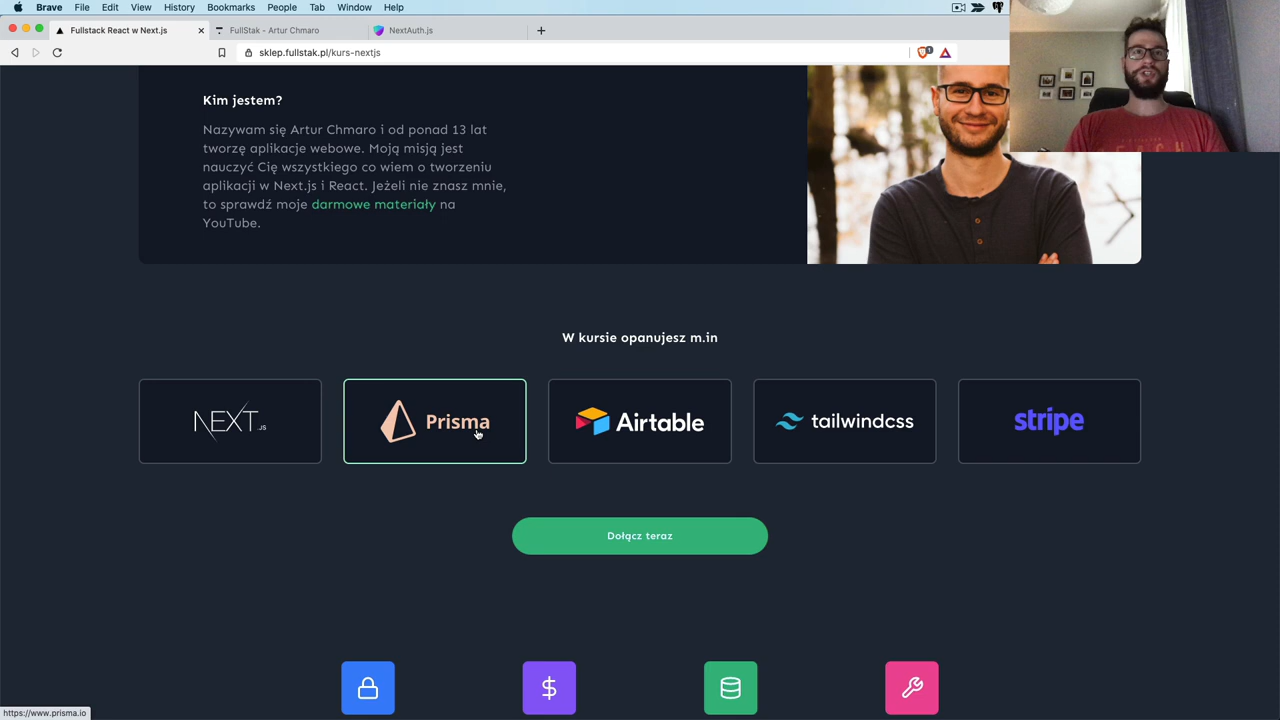 Brave File Edit View History Bookmarks People Tab Window Help
Fullstack React w Next.js
FullStak - Artur Chmaro
NextAuth.js
sklep.fullstak.pl/kurs-nextjs
1
Kim jestem?
Nazywam się Artur Chmaro i od ponad 13 lat
tworzę aplikacje webowe. Moją misją jest
nauczyć Cię wszystkiego co wiem o tworzeniu
aplikacji w Next.js i React. Jeżeli nie znasz mnie,
to sprawdź moje darmowe materiały na
YouTube.
W kursie opanujesz m.in
NEXT.JS
Prisma
Airtable
tailwindcss
stripe
Dołącz teraz
$
https://www.prisma.io